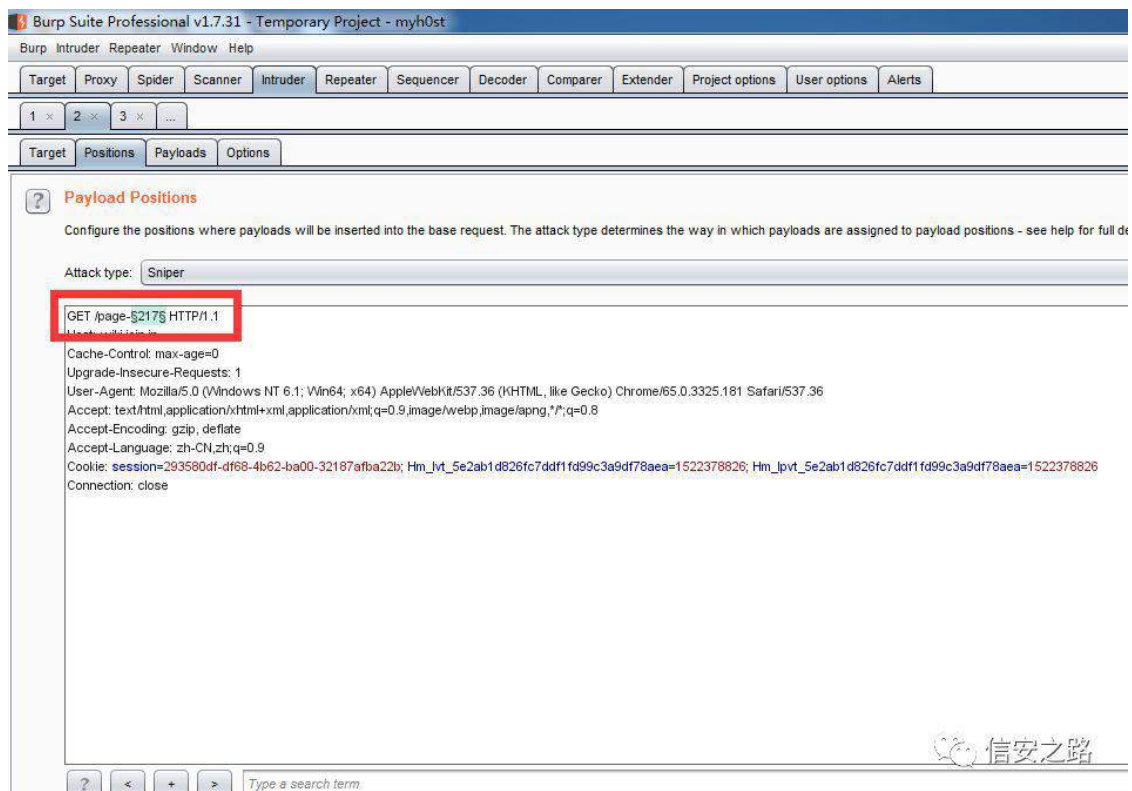 Burp Suite Professional v1.7.31 - Temporary Project - myh0st
Burp Intruder Repeater Window Help
Target Proxy Spider Scanner Intruder Repeater Sequencer Decoder Comparer Extender Project options User options Alerts
1 × 2 × 3 × ...
Target Positions Payloads Options
? Payload Positions
Configure the positions where payloads will be inserted into the base request. The attack type determines the way in which payloads are assigned to payload positions - see help for full de
Attack type: Sniper
GET /page-§217§ HTTP/1.1
Cache-Control: max-age=0
Upgrade-Insecure-Requests: 1
User-Agent: Mozilla/5.0 (Windows NT 6.1; Win64; x64) AppleWebKit/537.36 (KHTML, like Gecko) Chrome/65.0.3325.181 Safari/537.36
Accept: text/html,application/xhtml+xml,application/xml;q=0.9,image/webp,image/apng,*/*;q=0.8
Accept-Encoding: gzip, deflate
Accept-Language: zh-CN,zh;q=0.9
Cookie: session=293580df-df68-4b62-ba00-32187afba22b; Hm_lvt_5e2ab1d826fc7ddf1fd99c3a9df78aea=1522378826; Hm_lpvt_5e2ab1d826fc7ddf1fd99c3a9df78aea=1522378826
Connection: close
信安之路
? < + > Type a search term